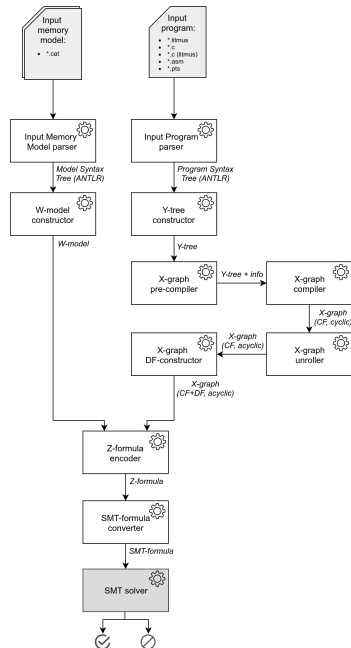 Input
memory
model:
• *.cat
Input
program:
• *.litmus
• *.c
• *.c (litmus)
• *.asm
• *.pts
Input Memory
Model parser
Input Program
parser
Model Syntax
Tree (ANTLR)
Program Syntax
Tree (ANTLR)
W-model
constructor
Y-tree
constructor
W-model
Y-tree
X-graph
pre-compiler
Y-tree + info
X-graph
compiler
X-graph
(CF, cyclic)
X-graph
DF-constructor
X-graph
(CF, acyclic)
X-graph
unroller
X-graph
(CF+DF, acyclic)
Z-formula
encoder
Z-formula
SMT-formula
converter
SMT-formula
SMT solver